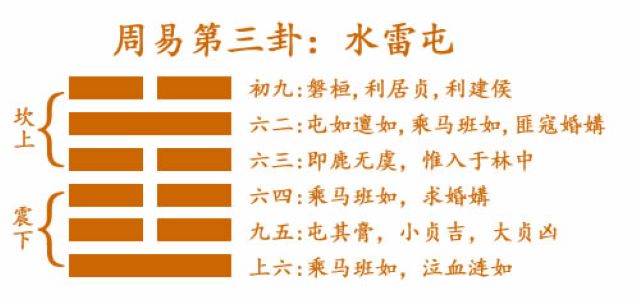 周易第三卦：水雷屯
坎上
震下
初九:磐桓,利居贞,利建侯
六二:屯如邅如,乘马班如,匪寇婚媾
六三:即鹿无虞，惟入于林中
六四:乘马班如，求婚媾
九五:屯其膏，小贞吉，大贞凶
上六:乘马班如，泣血涟如